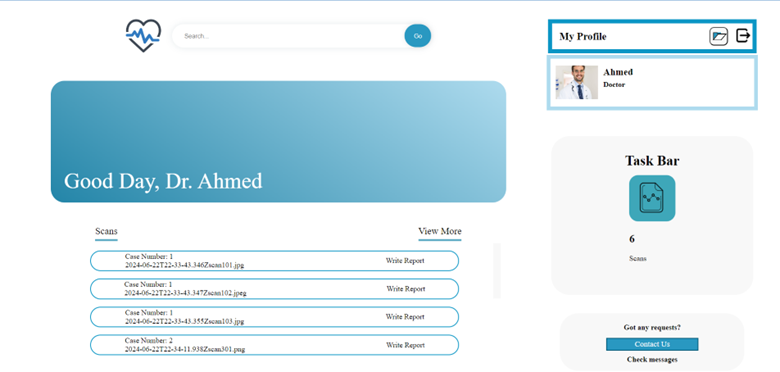 Search...
Go
My Profile
Ahmed
Doctor
Good Day, Dr. Ahmed
Task Bar
6
Scans
Scans
View More
Case Number: 1
2024-06-22T22-33-43.346Zscan101.jpg
Write Report
Case Number: 1
2024-06-22T22-33-43.347Zscan102.jpeg
Write Report
Case Number: 1
2024-06-22T22-33-43.355Zscan103.jpg
Write Report
Case Number: 2
2024-06-22T22-34-11.938Zscan301.png
Write Report
Got any requests?
Contact Us
Check messages